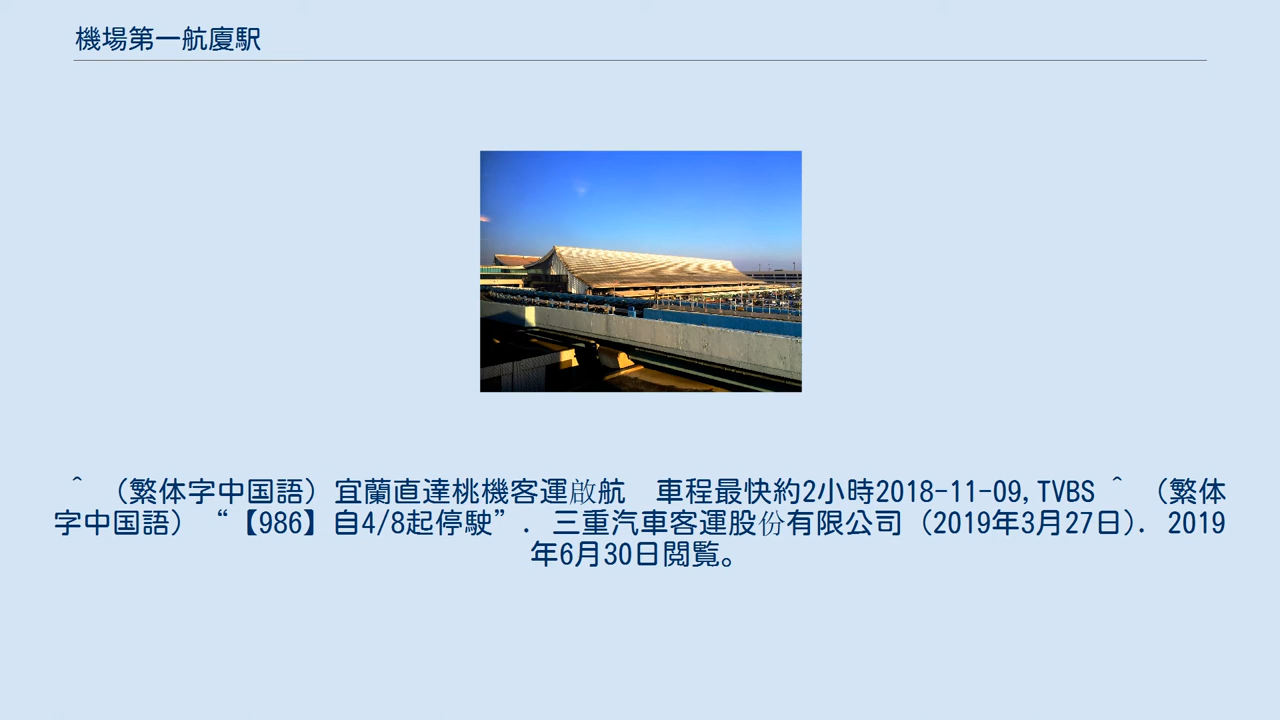 機場第一航廈駅
^ （繁体字中国語）宜蘭直達桃機客運啟航　車程最快約2小時2018-11-09,TVBS ^ （繁体
字中国語） “【986】自4/8起停駛”. 三重汽車客運股份有限公司 (2019年3月27日). 2019
年6月30日閲覧。